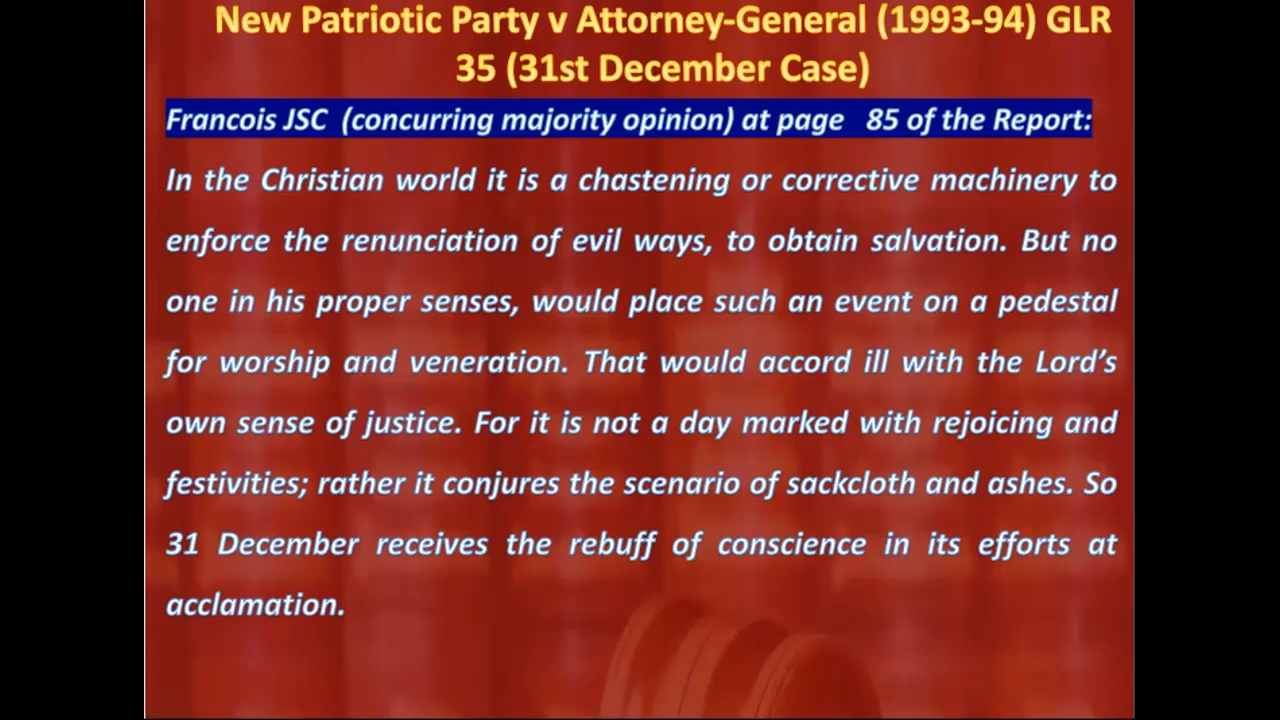 New Patriotic Party v Attorney-General (1993-94) GLR
35 (31st December Case)
Francois JSC (concurring majority opinion) at page 85 of the Report:
In the Christian world it is a chastening or corrective machinery to
enforce the renunciation of evil ways, to obtain salvation. But no
one in his proper senses, would place such an event on a pedestal
for worship and veneration. That would accord ill with the Lord’s
own sense of justice. For it is not a day marked with rejoicing and
festivities; rather it conjures the scenario of sackcloth and ashes. So
31 December receives the rebuff of conscience in its efforts at
acclamation.